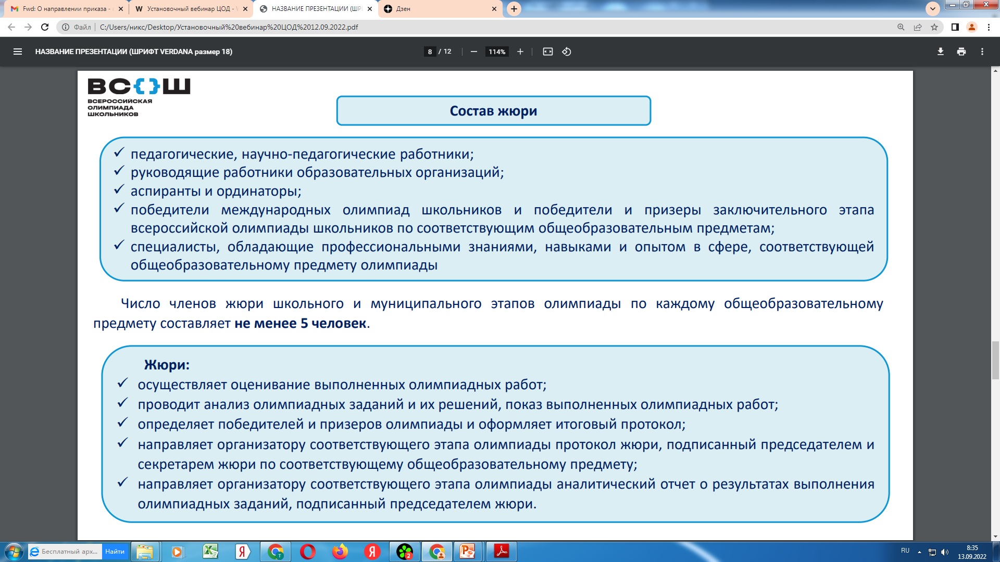 Fwd: О направлении приказа -
Установочный вебинар ЦОД -
НАЗВАНИЕ ПРЕЗЕНТАЦИИ (ШР
Дзен
Файл
C:/Users/никс/Desktop/Установочный%20вебинар%20ЦОД%2012.09.2022.pdf
НАЗВАНИЕ ПРЕЗЕНТАЦИИ (ШРИФТ VERDANA размер 18)
8 / 12
114%
ВС{}Ш
ВСЕРОССИЙСКАЯ
ОЛИМПИАДА
ШКОЛЬНИКОВ
Состав жюри
педагогические, научно-педагогические работники;
руководящие работники образовательных организаций;
аспиранты и ординаторы;
победители международных олимпиад школьников и победители и призеры заключительного этапа
всероссийской олимпиады школьников по соответствующим общеобразовательным предметам;
специалисты, обладающие профессиональными знаниями, навыками и опытом в сфере, соответствующей
общеобразовательному предмету олимпиады
Число членов жюри школьного и муниципального этапов олимпиады по каждому общеобразовательному
предмету составляет не менее 5 человек.
Жюри:
осуществляет оценивание выполненных олимпиадных работ;
проводит анализ олимпиадных заданий и их решений, показ выполненных олимпиадных работ;
определяет победителей и призеров олимпиады и оформляет итоговый протокол;
направляет организатору соответствующего этапа олимпиады протокол жюри, подписанный председателем и
секретарем жюри по соответствующему общеобразовательному предмету;
направляет организатору соответствующего этапа олимпиады аналитический отчет о результатах выполнения
олимпиадных заданий, подписанный председателем жюри.
Бесплатный арх...
Найти
RU
8:35
13.09.2022